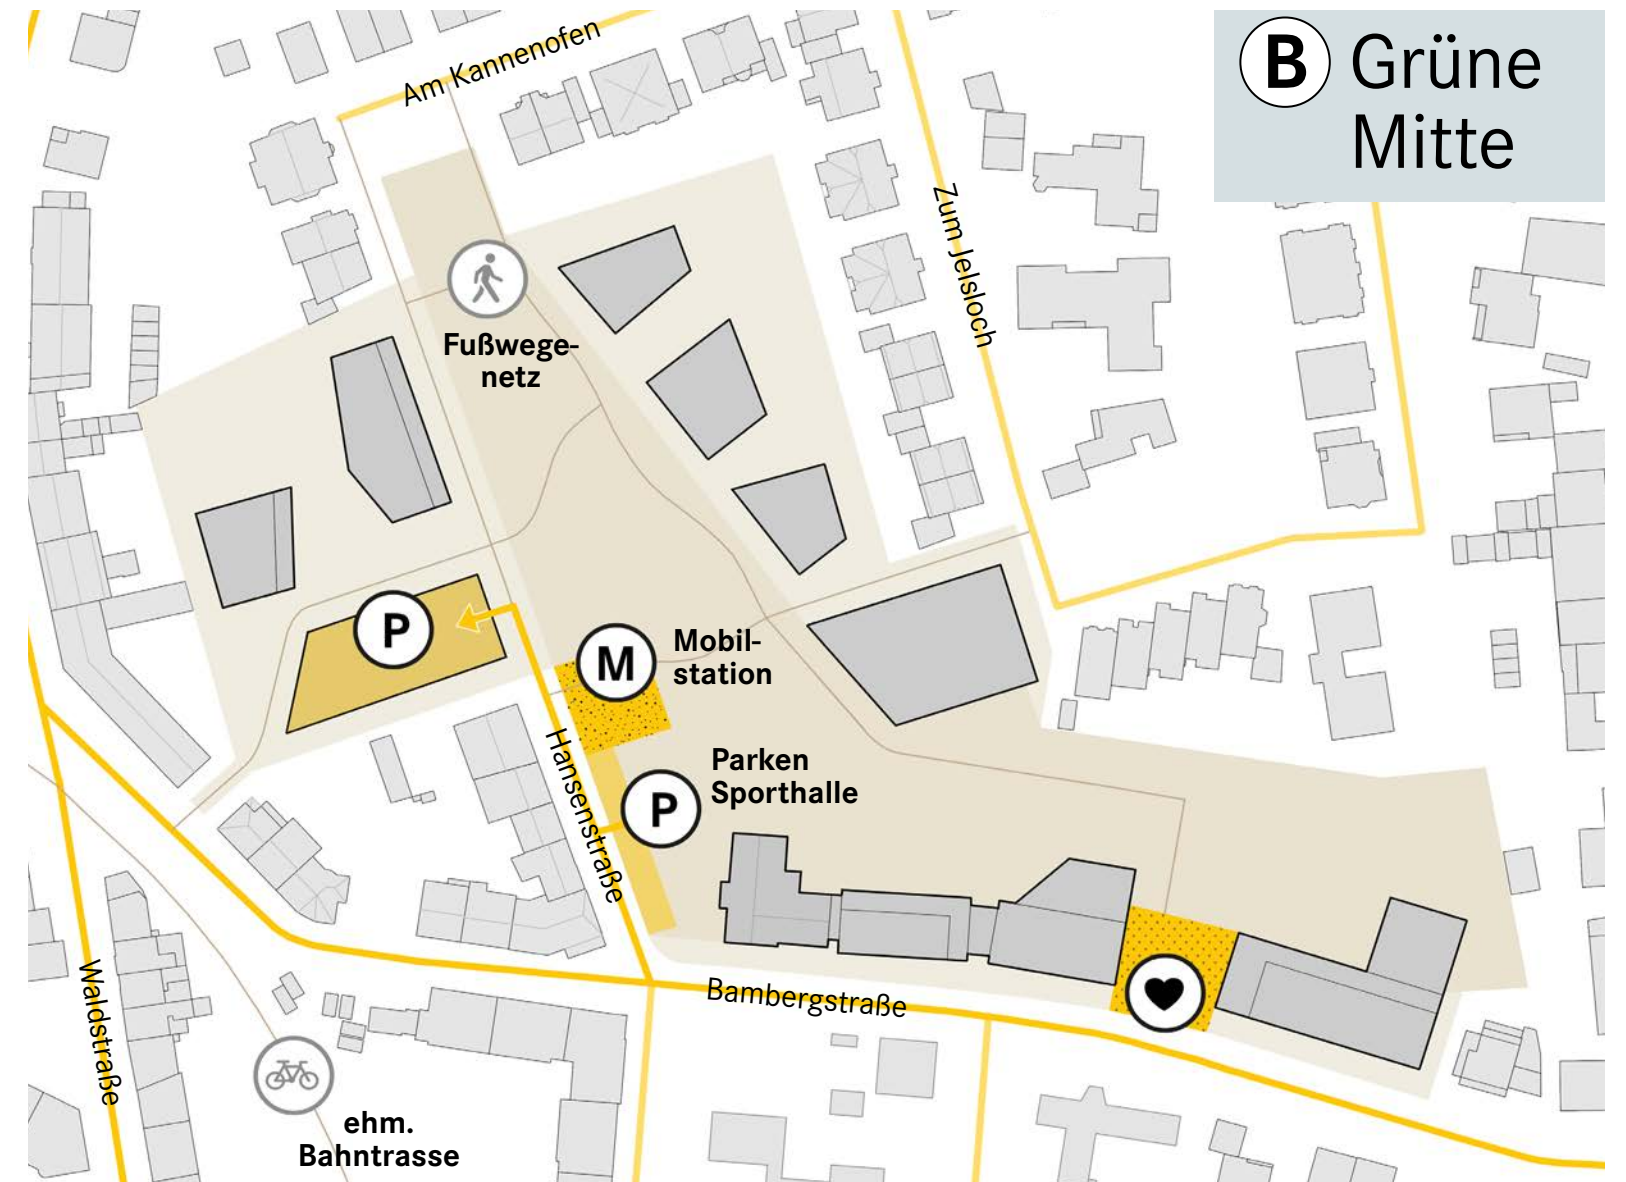 B Grüne
Mitte
Am Kannenofen
Zum Jelsloch
Fußwege-
netz
P
M
Mobil-
station
Parken
Sporthalle
P
Hansenstraße
Bambergstraße
Waldstraße
ehm.
Bahntrasse